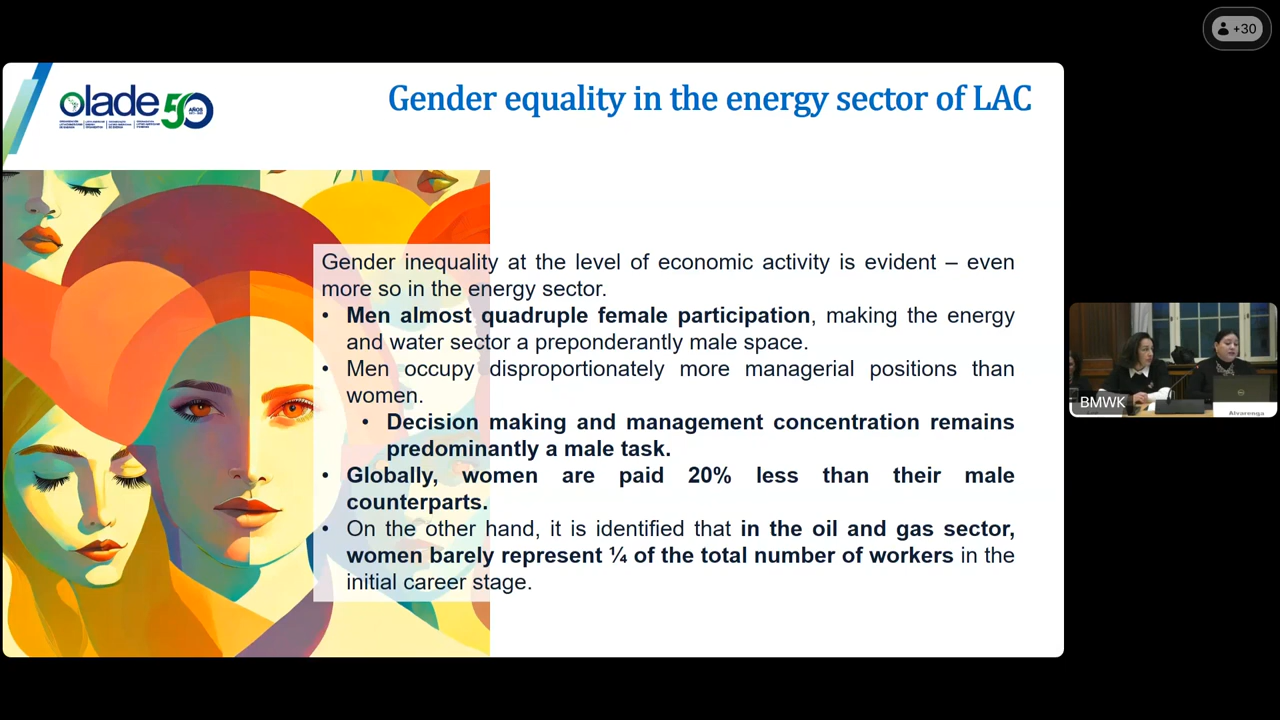 +30
olade 50
AÑOS
Gender equality in the energy sector of LAC
Gender inequality at the level of economic activity is evident – even
more so in the energy sector.
• Men almost quadruple female participation, making the energy
and water sector a preponderantly male space.
• Men occupy disproportionately more managerial positions than
women.
• Decision making and management concentration remains
predominantly a male task.
• Globally, women are paid 20% less than their male
counterparts.
• On the other hand, it is identified that in the oil and gas sector,
women barely represent ¼ of the total number of workers in the
initial career stage.
BMWK
Alvarenga